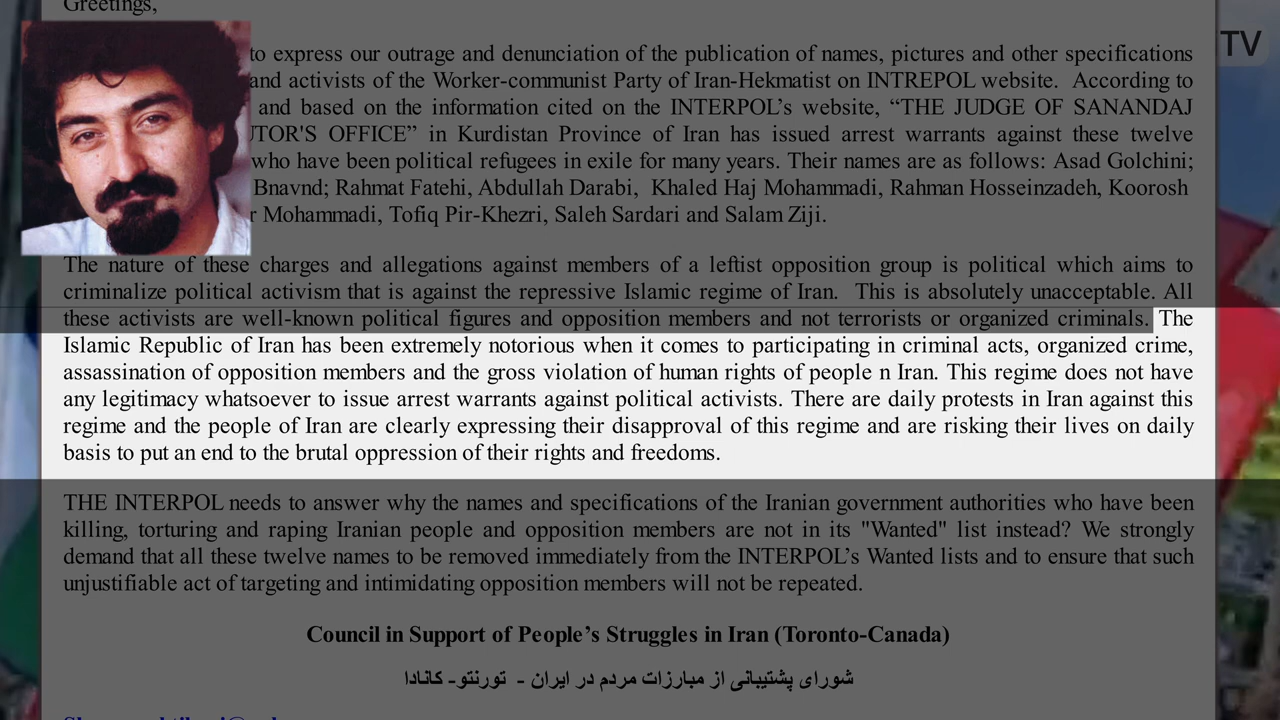 Greetings,
TV
to express our outrage and denunciation of the publication of names, pictures and other specifications
and activists of the Worker-communist Party of Iran-Hekmatist on INTREPOL website. According to
and based on the information cited on the INTERPOL’s website, “THE JUDGE OF SANANDAJ
UTOR'S OFFICE” in Kurdistan Province of Iran has issued arrest warrants against these twelve
who have been political refugees in exile for many years. Their names are as follows: Asad Golchini;
Bnavnd; Rahmat Fatehi, Abdullah Darabi, Khaled Haj Mohammadi, Rahman Hosseinzadeh, Koorosh
r Mohammadi, Tofiq Pir-Khezri, Saleh Sardari and Salam Ziji.
The nature of these charges and allegations against members of a leftist opposition group is political which aims to
criminalize political activism that is against the repressive Islamic regime of Iran. This is absolutely unacceptable. All
these activists are well-known political figures and opposition members and not terrorists or organized criminals. The
Islamic Republic of Iran has been extremely notorious when it comes to participating in criminal acts, organized crime,
assassination of opposition members and the gross violation of human rights of people n Iran. This regime does not have
any legitimacy whatsoever to issue arrest warrants against political activists. There are daily protests in Iran against this
regime and the people of Iran are clearly expressing their disapproval of this regime and are risking their lives on daily
basis to put an end to the brutal oppression of their rights and freedoms.
THE INTERPOL needs to answer why the names and specifications of the Iranian government authorities who have been
killing, torturing and raping Iranian people and opposition members are not in its "Wanted" list instead? We strongly
demand that all these twelve names to be removed immediately from the INTERPOL’s Wanted lists and to ensure that such
unjustifiable act of targeting and intimidating opposition members will not be repeated.
Council in Support of People’s Struggles in Iran (Toronto-Canada)
شورای پشتیبانی از مبارزات مردم در ایران - تورنتو- کانادا